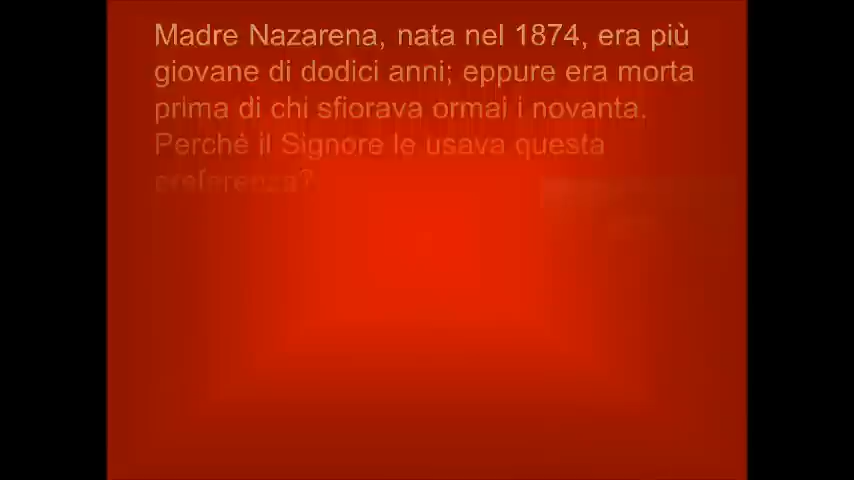 Madre Nazarena, nata nel 1874, era più
giovane di dodici anni; eppure era morta
prima di chi sfiorava ormai i novanta.
Perché il Signore le usava questa
preferenza?